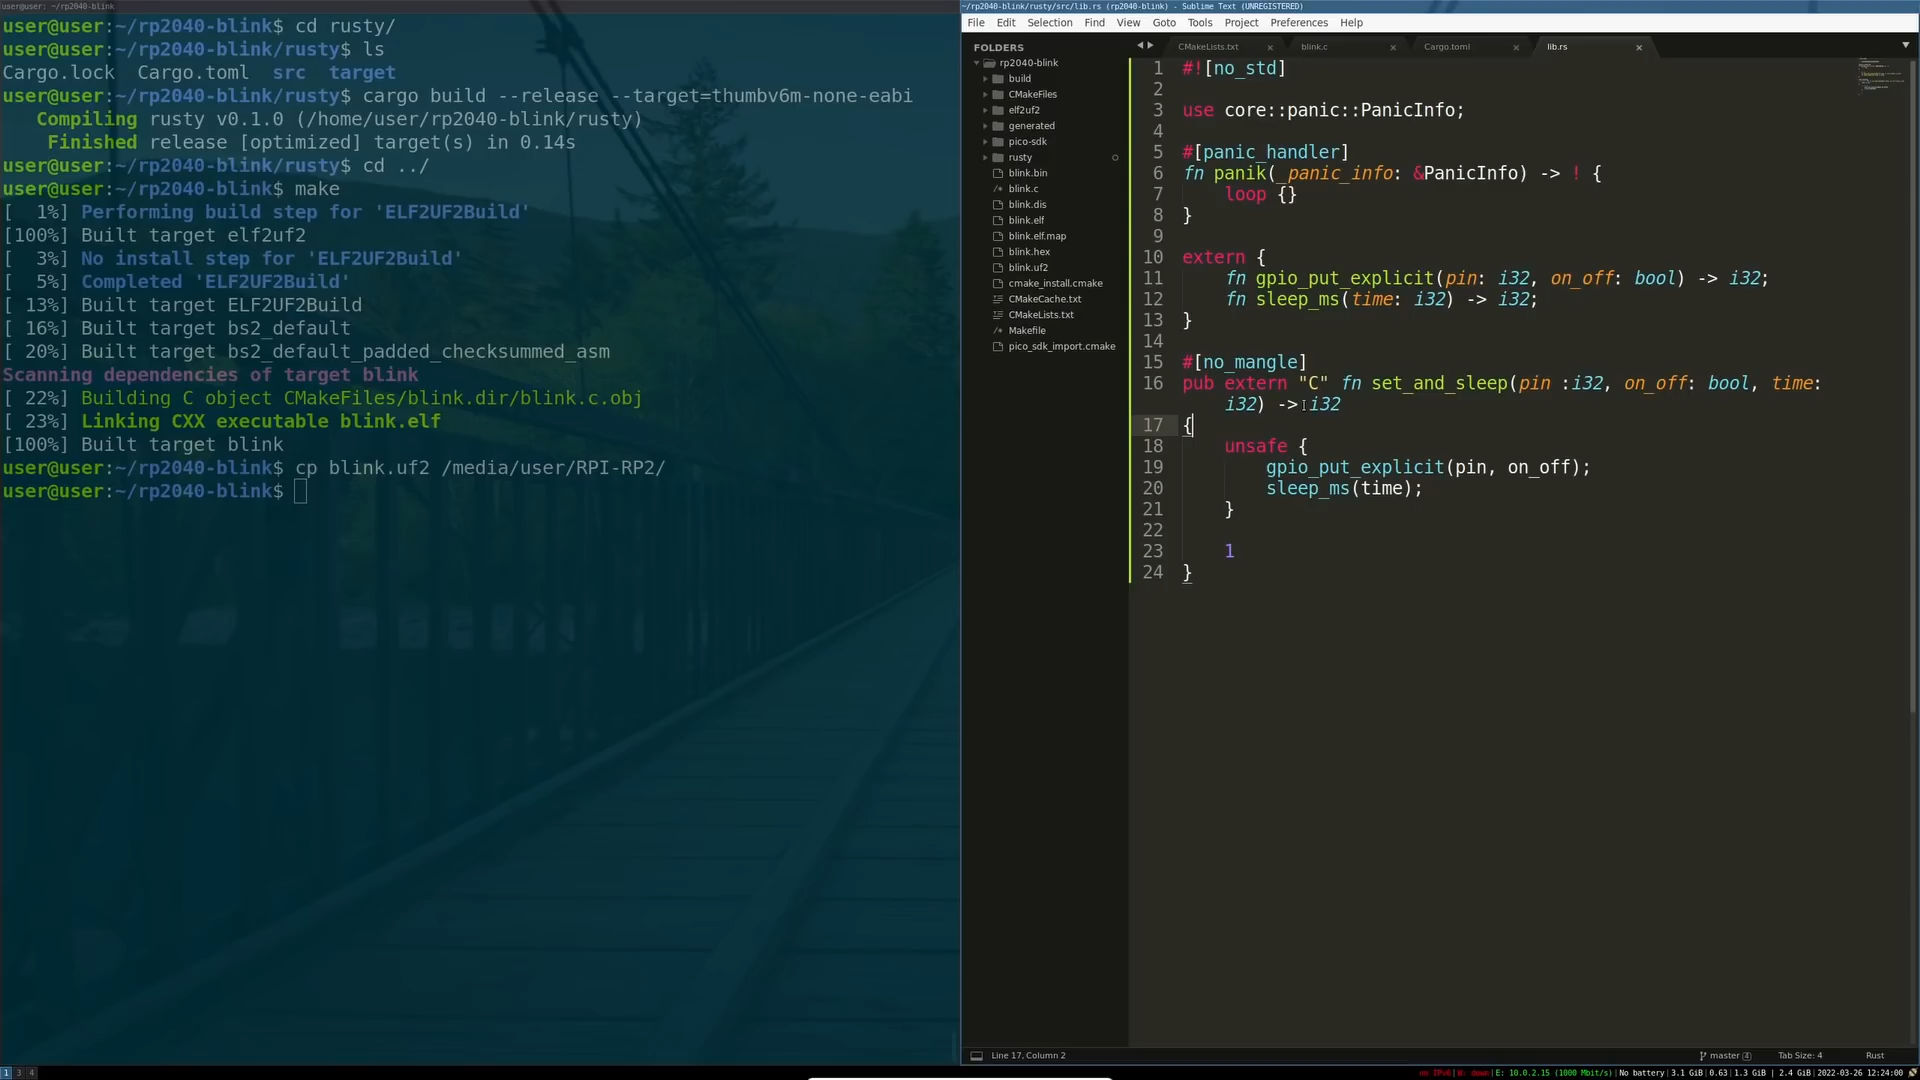 user@user: ~/rp2040-blink
user@user:~/rp2040-blink$ cd rusty/
user@user:~/rp2040-blink/rusty$ ls
Cargo.lock  Cargo.toml  src  target
user@user:~/rp2040-blink/rusty$ cargo build --release --target=thumbv6m-none-eabi
   Compiling rusty v0.1.0 (/home/user/rp2040-blink/rusty)
    Finished release [optimized] target(s) in 0.14s
user@user:~/rp2040-blink/rusty$ cd ../
user@user:~/rp2040-blink$ make
[  1%] Performing build step for 'ELF2UF2Build'
[100%] Built target elf2uf2
[  3%] No install step for 'ELF2UF2Build'
[  5%] Completed 'ELF2UF2Build'
[ 13%] Built target ELF2UF2Build
[ 16%] Built target bs2_default
[ 20%] Built target bs2_default_padded_checksummed_asm
Scanning dependencies of target blink
[ 22%] Building C object CMakeFiles/blink.dir/blink.c.obj
[ 23%] Linking CXX executable blink.elf
[100%] Built target blink
user@user:~/rp2040-blink$ cp blink.uf2 /media/user/RPI-RP2/
user@user:~/rp2040-blink$
~/rp2040-blink/rusty/src/lib.rs (rp2040-blink) - Sublime Text (UNREGISTERED)
File Edit Selection Find View Goto Tools Project Preferences Help
FOLDERS
rp2040-blink
build
CMakeFiles
elf2uf2
generated
pico-sdk
rusty
blink.bin
blink.c
blink.dis
blink.elf
blink.elf.map
blink.hex
blink.uf2
cmake_install.cmake
CMakeCache.txt
CMakeLists.txt
Makefile
pico_sdk_import.cmake
CMakeLists.txt blink.c Cargo.toml lib.rs
1 #![no_std]
2
3 use core::panic::PanicInfo;
4
5 #[panic_handler]
6 fn panik(_panic_info: &PanicInfo) -> ! {
7     loop {}
8 }
9
10 extern {
11     fn gpio_put_explicit(pin: i32, on_off: bool) -> i32;
12     fn sleep_ms(time: i32) -> i32;
13 }
14
15 #[no_mangle]
16 pub extern "C" fn set_and_sleep(pin :i32, on_off: bool, time:
i32) -> i32
17 {
18     unsafe {
19         gpio_put_explicit(pin, on_off);
20         sleep_ms(time);
21     }
22
23     1
24 }
Line 17, Column 2 master 4 Tab Size: 4 Rust
1 3 4 no IPv6 | W: down | E: 10.0.2.15 (1000 Mbit/s) | No battery | 3.1 GiB | 0.63 | 1.3 GiB | 2.4 GiB | 2022-03-26 12:24:00